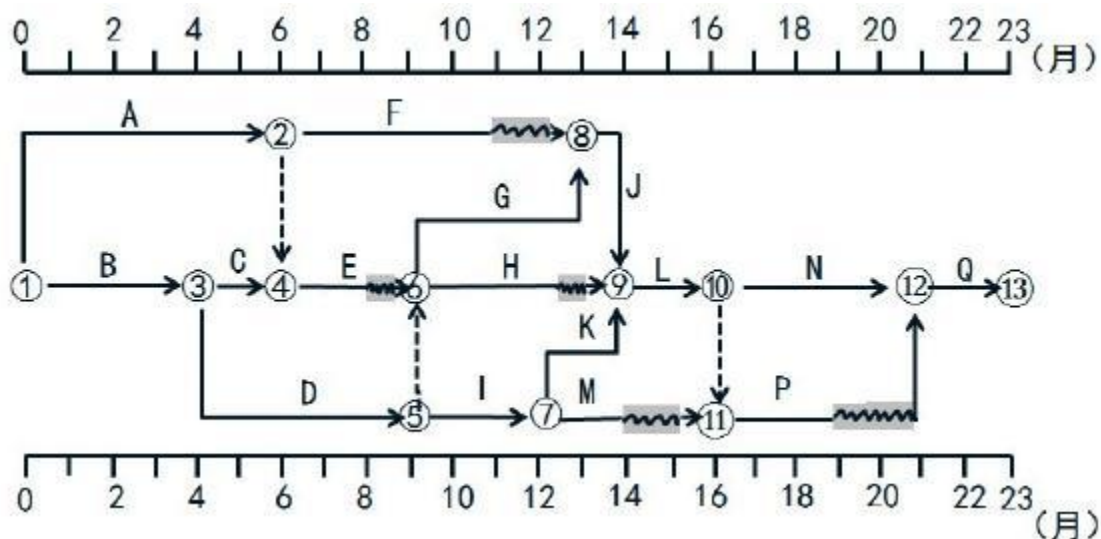 0 2 4 6 8 10 12 14 16 18 20 22 23
(月)
A F
② ⑧
G J
B C E H L N Q
① ③ ④ ⑥ ⑨ ⑩ ⑫ ⑬
K
D I M P
⑤ ⑦ ⑪
0 2 4 6 8 10 12 14 16 18 20 22 23
(月)